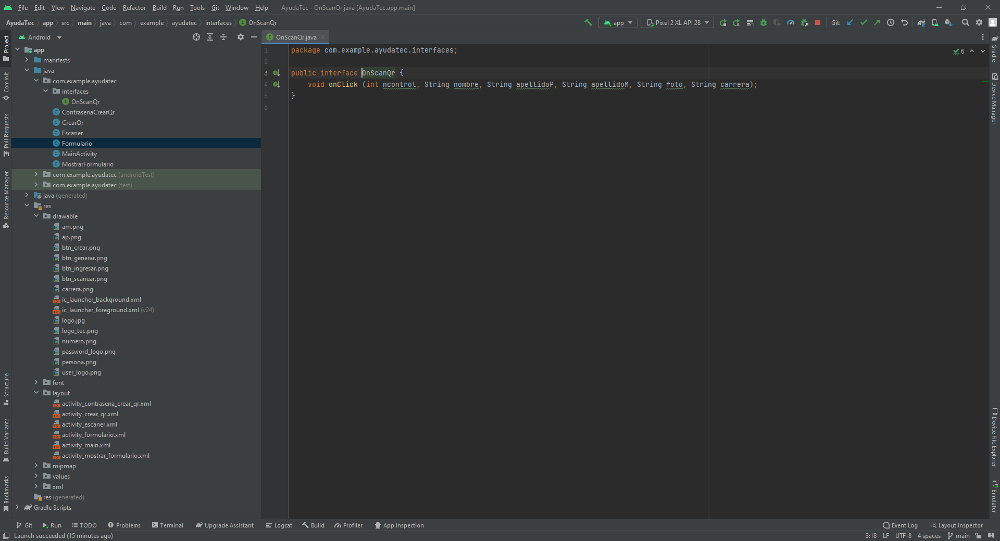 File Edit View Navigate Code Refactor Build Run Tools Git Window Help AyudaTec - OnScanQr.java [AyudaTec.app.main]
AyudaTec app src main java com example ayudatec interfaces OnScanQr app Pixel 2 XL API 28 Git:
Android
OnScanQr.java
Project
Commit
Pull Requests
Resource Manager
Structure
Build Variants
Bookmarks
app
manifests
java
com.example.ayudatec
interfaces
OnScanQr
ContrasenaCrearQr
CrearQr
Escaner
Formulario
MainActivity
MostrarFormulario
com.example.ayudatec (androidTest)
com.example.ayudatec (test)
java (generated)
res
drawable
am.png
ap.png
btn_crear.png
btn_generar.png
btn_ingresar.png
btn_scanear.png
carrera.png
ic_launcher_background.xml
ic_launcher_foreground.xml (v24)
logo.jpg
logo_tec.png
numero.png
password_logo.png
persona.png
user_logo.png
font
layout
activity_contrasena_crear_qr.xml
activity_crear_qr.xml
activity_escaner.xml
activity_formulario.xml
activity_main.xml
activity_mostrar_formulario.xml
mipmap
values
xml
res (generated)
Gradle Scripts
1 package com.example.ayudatec.interfaces;
2
3 public interface OnScanQr {
4 void onClick (int ncontrol, String nombre, String apellidoP, String apellidoM, String foto, String carrera);
5 }
6
6
Gradle
Device Manager
Device File Explorer
Emulator
Git Run TODO Problems Terminal Upgrade Assistant Logcat Build Profiler App Inspection Event Log Layout Inspector
Launch succeeded (15 minutes ago) 3:18 LF UTF-8 4 spaces main